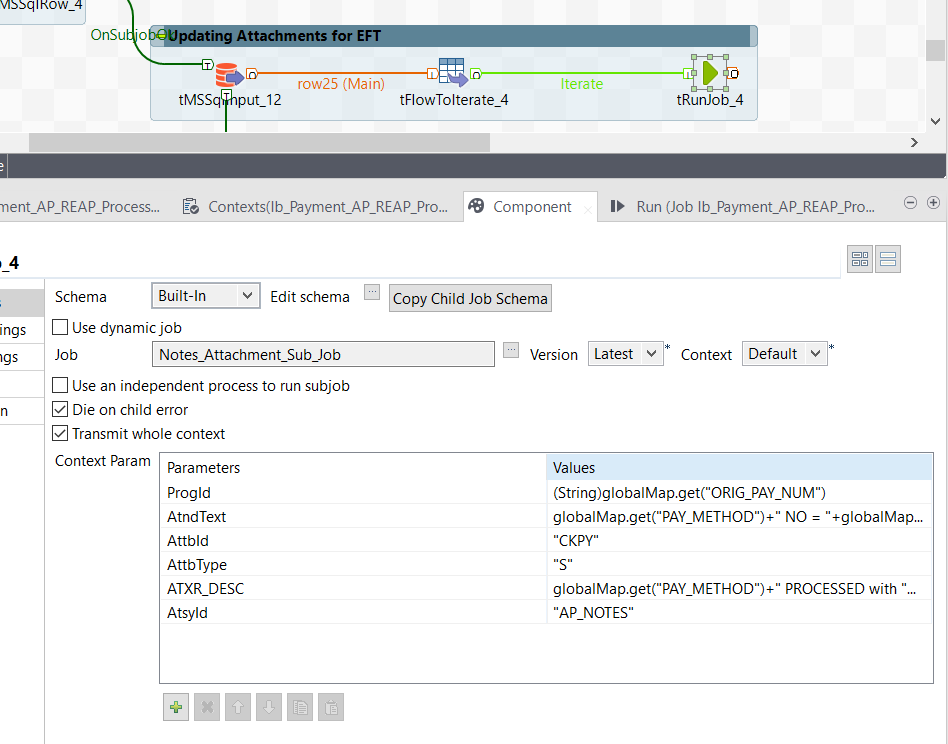 MSSqlRow_4
OnSubjobOk
Updating Attachments for EFT
row25 (Main)
Iterate
tMSSqlInput_12
tFlowToIterate_4
tRunJob_4
ment_AP_REAP_Process...
Contexts(Ib_Payment_AP_REAP_Pro...
Component
Run (Job Ib_Payment_AP_REAP_Pro...
_4
Schema
Built-In
Edit schema
...
Copy Child Job Schema
Use dynamic job
ings
Job
Notes_Attachment_Sub_Job
...
Version
Latest
*
Context
Default
*
ngs
Use an independent process to run subjob
Die on child error
n
Transmit whole context
Context Param
Parameters
Values
ProgId
(String)globalMap.get("ORIG_PAY_NUM")
AtndText
globalMap.get("PAY_METHOD")+" NO = "+globalMap...
AttbId
"CKPY"
AttbType
"S"
ATXR_DESC
globalMap.get("PAY_METHOD")+" PROCESSED with "...
AtsyId
"AP_NOTES"